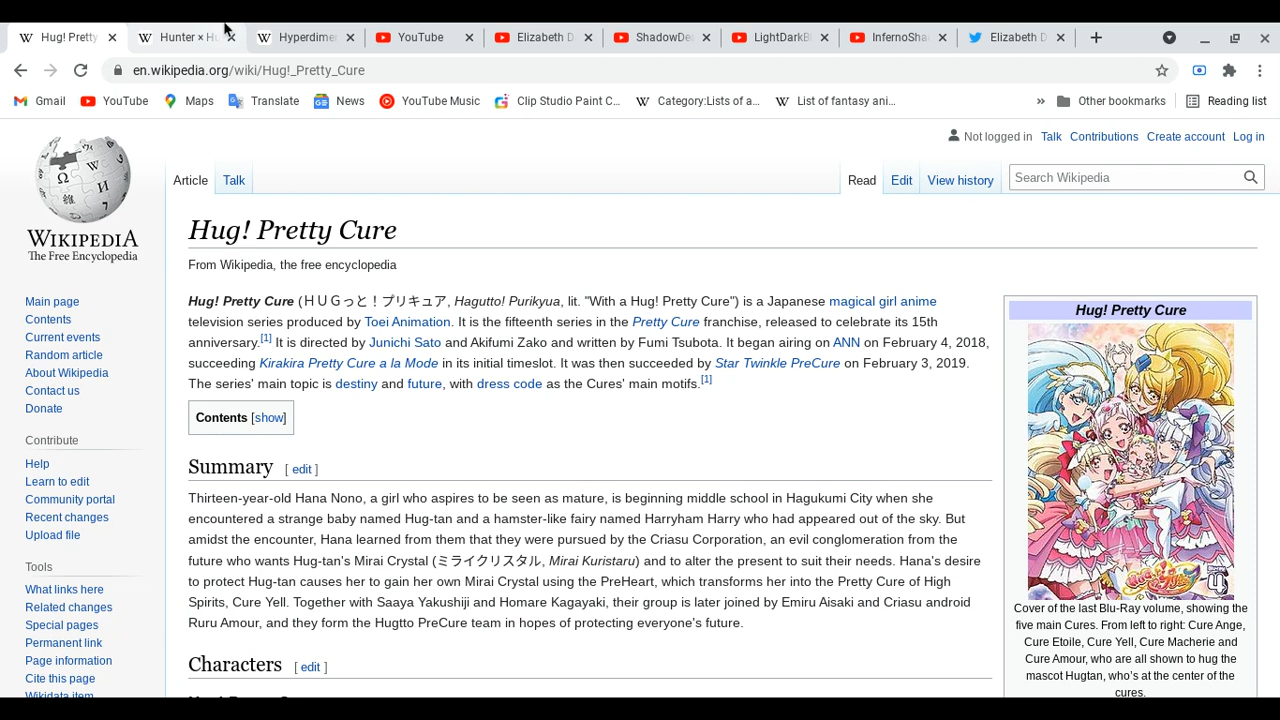 Hug! Pretty
Hunter × Hu
Hyperdime
YouTube
Elizabeth D
ShadowDea
LightDarkB
InfernoSha
Elizabeth D
en.wikipedia.org/wiki/Hug!_Pretty_Cure
Gmail
YouTube
Maps
Translate
News
YouTube Music
Clip Studio Paint C...
Category:Lists of a...
List of fantasy ani...
»
Other bookmarks
Reading list
Not logged in Talk Contributions Create account Log in
Article Talk
Read Edit View history
Search Wikipedia
WIKIPEDIA
The Free Encyclopedia
Main page
Contents
Current events
Random article
About Wikipedia
Contact us
Donate
Contribute
Help
Learn to edit
Community portal
Recent changes
Upload file
Tools
What links here
Related changes
Special pages
Permanent link
Page information
Cite this page
Wikidata item
Hug! Pretty Cure
From Wikipedia, the free encyclopedia
Hug! Pretty Cure (ＨＵＧっと！プリキュア, Hagutto! Purikyua, lit. "With a Hug! Pretty Cure") is a Japanese magical girl anime
television series produced by Toei Animation. It is the fifteenth series in the Pretty Cure franchise, released to celebrate its 15th
anniversary.[1] It is directed by Junichi Sato and Akifumi Zako and written by Fumi Tsubota. It began airing on ANN on February 4, 2018,
succeeding Kirakira Pretty Cure a la Mode in its initial timeslot. It was then succeeded by Star Twinkle PreCure on February 3, 2019.
The series' main topic is destiny and future, with dress code as the Cures' main motifs.[1]
Contents [show]
Summary [ edit ]
Thirteen-year-old Hana Nono, a girl who aspires to be seen as mature, is beginning middle school in Hagukumi City when she
encountered a strange baby named Hug-tan and a hamster-like fairy named Harryham Harry who had appeared out of the sky. But
amidst the encounter, Hana learned from them that they were pursued by the Criasu Corporation, an evil conglomeration from the
future who wants Hug-tan's Mirai Crystal (ミライクリスタル, Mirai Kurisutaru) and to alter the present to suit their needs. Hana's desire
to protect Hug-tan causes her to gain her own Mirai Crystal using the PreHeart, which transforms her into the Pretty Cure of High
Spirits, Cure Yell. Together with Saaya Yakushiji and Homare Kagayaki, their group is later joined by Emiru Aisaki and Criasu android
Ruru Amour, and they form the Hugtto PreCure team in hopes of protecting everyone's future.
Characters [ edit ]
Hug! Pretty Cure
Cover of the last Blu-Ray volume, showing the
five main Cures. From left to right: Cure Ange,
Cure Etoile, Cure Yell, Cure Macherie and
Cure Amour, who are all shown to hug the
mascot Hugtan, who's at the center of the
cures.